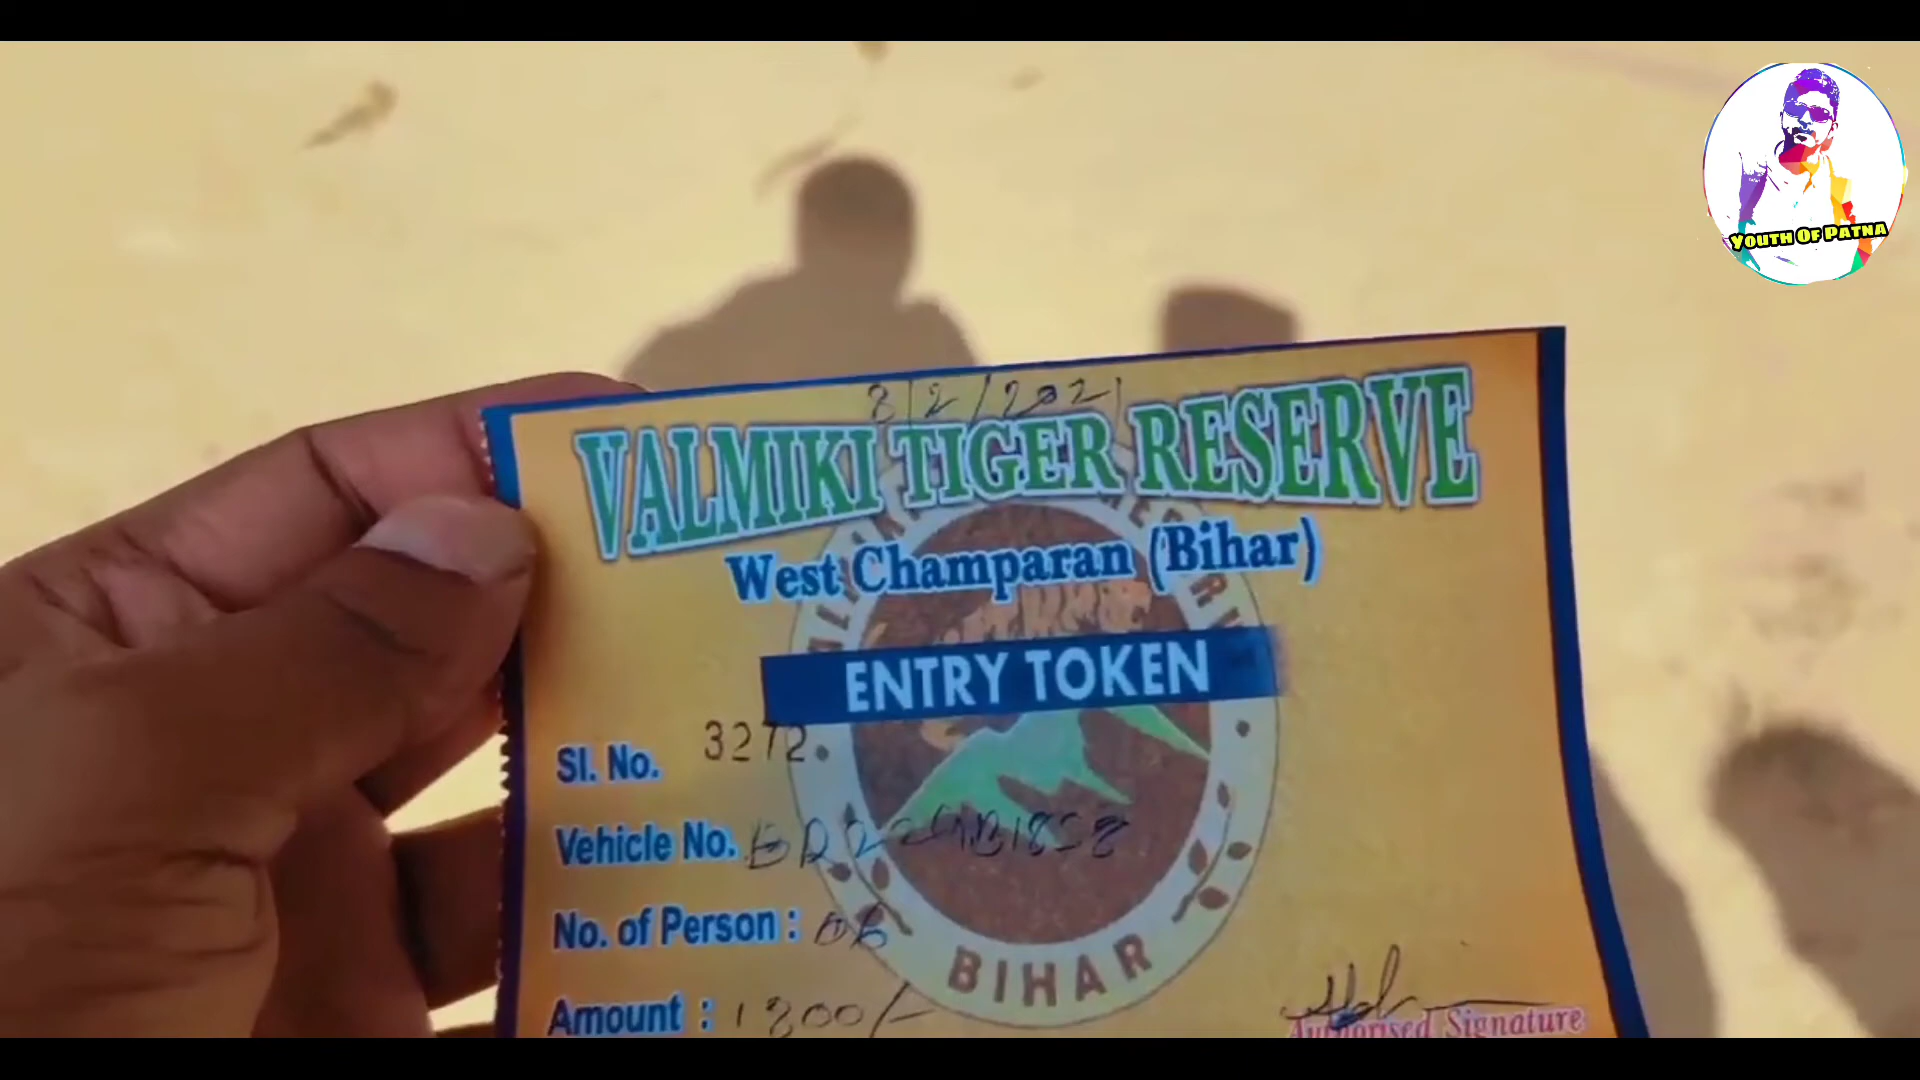 8/2/2021
VALMIKI TIGER RESERVE
West Champaran (Bihar)
ENTRY TOKEN
Sl. No. 3272
Vehicle No.
No. of Person : 06
Amount : 1800/-
Authorised Signature
BIHAR
Youth Of Patna